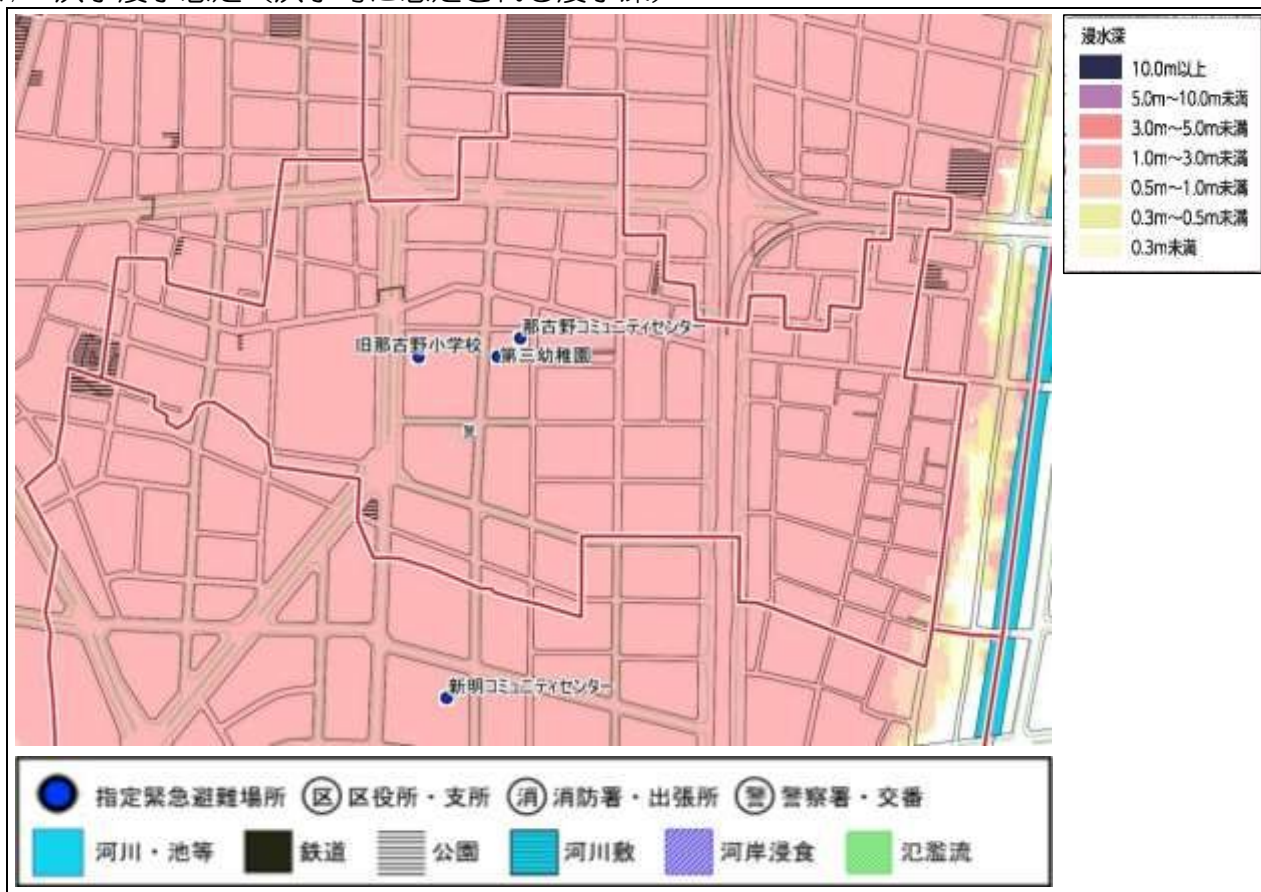 浸水深
10.0m以上
5.0m～10.0m未満
3.0m～5.0m未満
1.0m～3.0m未満
0.5m～1.0m未満
0.3m～0.5m未満
0.3m未満
那古野コミュニティセンター
旧那古野小学校
第三幼稚園
新明コミュニティセンター
指定緊急避難場所 区 区役所・支所 消 消防署・出張所 警 警察署・交番
河川・池等 鉄道 公園 河川敷 河岸浸食 氾濫流